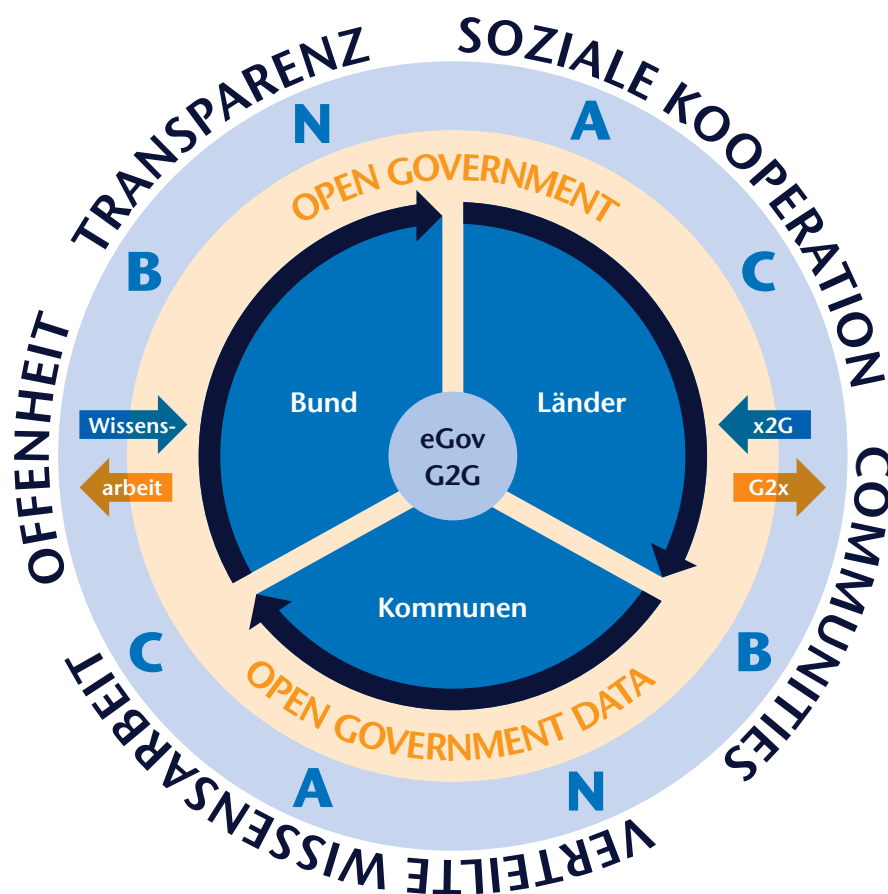 TRANSPARENZ
SOZIALE KOOPERATION
COMMUNITIES
VERTEILTE WISSENSARBEIT
OFFENHEIT
N
A
C
B
N
A
C
B
OPEN GOVERNMENT
Bund
Länder
eGov
G2G
Kommunen
Wissens-
arbeit
x2G
G2x
OPEN GOVERNMENT DATA